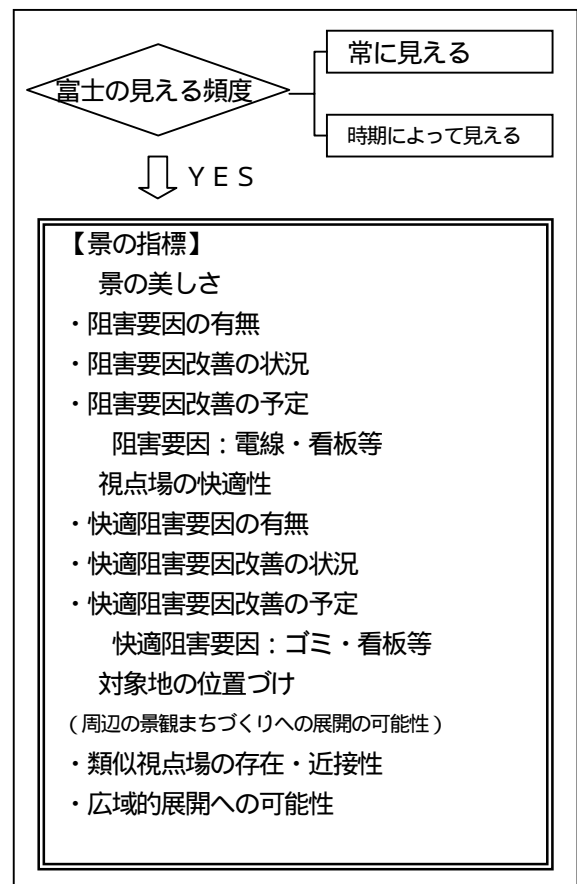 富士の見える頻度
常に見える
時期によって見える
YES
【景の指標】
景の美しさ
・阻害要因の有無
・阻害要因改善の状況
・阻害要因改善の予定
阻害要因：電線・看板等
視点場の快適性
・快適阻害要因の有無
・快適阻害要因改善の状況
・快適阻害要因改善の予定
快適阻害要因：ゴミ・看板等
対象地の位置づけ
（周辺の景観まちづくりへの展開の可能性）
・類似視点場の存在・近接性
・広域的展開への可能性